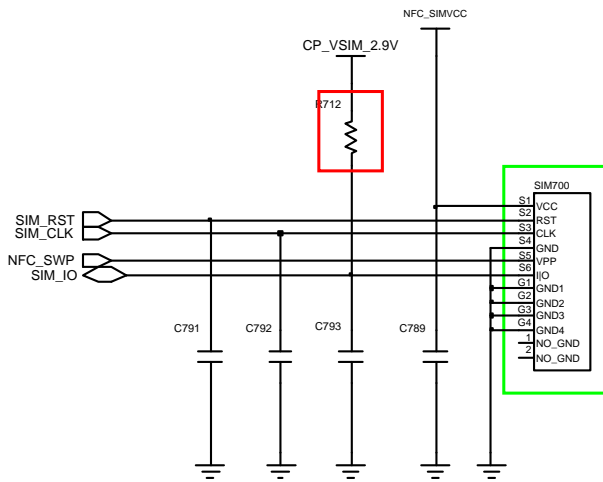 NFC_SIMVCC
CP_VSIM_2.9V
R712
SIM700
S1 VCC
SIM_RST S2 RST
SIM_CLK S3 CLK
S4 GND
NFC_SWP S5 VPP
SIM_IO S6 I|O
G1 GND1
G2 GND2
G3 GND3
G4 GND4
C791 C792 C793 C789
1 NO_GND
2 NO_GND